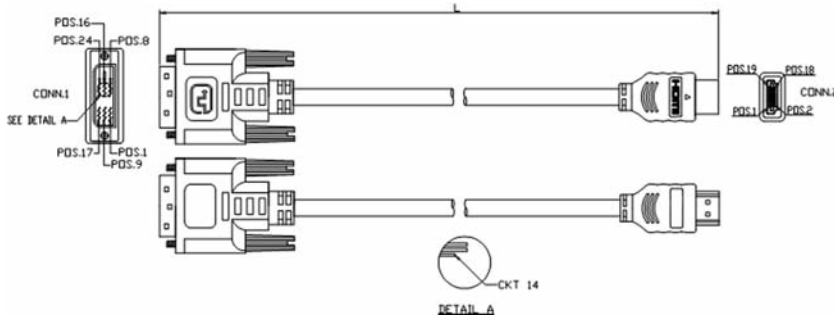 L
POS.16
POS.24
POS.8
CONN.1
SEE DETAIL A
POS.17
POS.1
POS.9
HDMI
POS.19
POS.18
CONN.2
POS.1
POS.2
CKT 14
DETAIL A